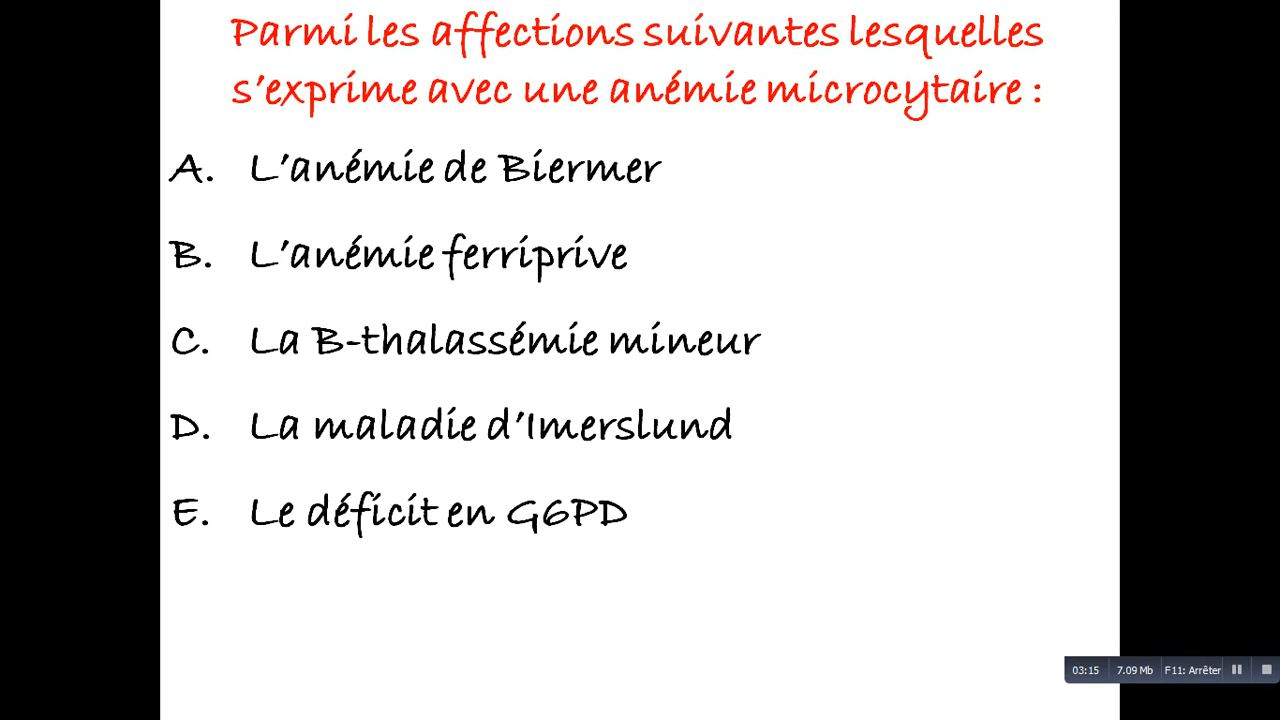 Parmi les affections suivantes lesquelles
s'exprime avec une anémie microcytaire :
A. L'anémie de Biermer
B. L'anémie ferriprive
C. La B-thalassémie mineur
D. La maladie d'Imerslund
E. Le déficit en G6PD
03:15 7.09 Mb F11: Arrêter